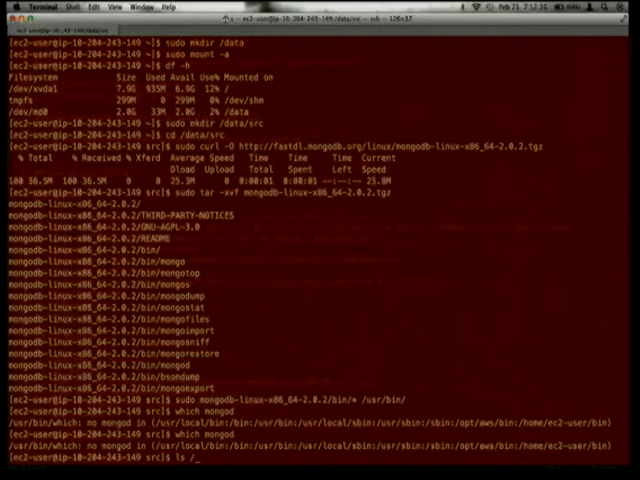 Terminal Shell Edit View Window Help
Feb 21 7:12:21
[ec2-user@ip-10-204-243-149 ~]$ sudo mkdir /data
[ec2-user@ip-10-204-243-149 ~]$ sudo mount -a
[ec2-user@ip-10-204-243-149 ~]$ df -h
Filesystem Size Used Avail Use% Mounted on
/dev/xvda1 7.9G 935M 6.9G 12% /
tmpfs 299M 0 299M 0% /dev/shm
/dev/md0 2.0G 33M 2.0G 2% /data
[ec2-user@ip-10-204-243-149 ~]$ sudo mkdir /data/src
[ec2-user@ip-10-204-243-149 ~]$ cd /data/src
[ec2-user@ip-10-204-243-149 src]$ sudo curl -O http://fastdl.mongodb.org/linux/mongodb-linux-x86_64-2.0.2.tgz
% Total % Received % Xferd Average Speed Time Time Time Current
Dload Upload Total Spent Left Speed
100 36.5M 100 36.5M 0 0 25.3M 0 0:00:01 0:00:01 --:--:-- 25.8M
[ec2-user@ip-10-204-243-149 src]$ sudo tar -xvf mongodb-linux-x86_64-2.0.2.tgz
mongodb-linux-x86_64-2.0.2/
mongodb-linux-x86_64-2.0.2/THIRD-PARTY-NOTICES
mongodb-linux-x86_64-2.0.2/GNU-AGPL-3.0
mongodb-linux-x86_64-2.0.2/README
mongodb-linux-x86_64-2.0.2/bin/
mongodb-linux-x86_64-2.0.2/bin/mongo
mongodb-linux-x86_64-2.0.2/bin/mongotop
mongodb-linux-x86_64-2.0.2/bin/mongos
mongodb-linux-x86_64-2.0.2/bin/mongodump
mongodb-linux-x86_64-2.0.2/bin/mongostat
mongodb-linux-x86_64-2.0.2/bin/mongofiles
mongodb-linux-x86_64-2.0.2/bin/mongoimport
mongodb-linux-x86_64-2.0.2/bin/mongosniff
mongodb-linux-x86_64-2.0.2/bin/mongorestore
mongodb-linux-x86_64-2.0.2/bin/mongod
mongodb-linux-x86_64-2.0.2/bin/bsondump
mongodb-linux-x86_64-2.0.2/bin/mongoexport
[ec2-user@ip-10-204-243-149 src]$ sudo mongodb-linux-x86_64-2.0.2/bin/* /usr/bin/
[ec2-user@ip-10-204-243-149 src]$ which mongod
/usr/bin/which: no mongod in (/usr/local/bin:/usr/bin:/bin:/usr/local/sbin:/usr/sbin:/sbin:/opt/aws/bin:/home/ec2-user/bin)
[ec2-user@ip-10-204-243-149 src]$ which mongod
/usr/bin/which: no mongod in (/usr/local/bin:/usr/bin:/bin:/usr/local/sbin:/usr/sbin:/sbin:/opt/aws/bin:/home/ec2-user/bin)
[ec2-user@ip-10-204-243-149 src]$ ls /_